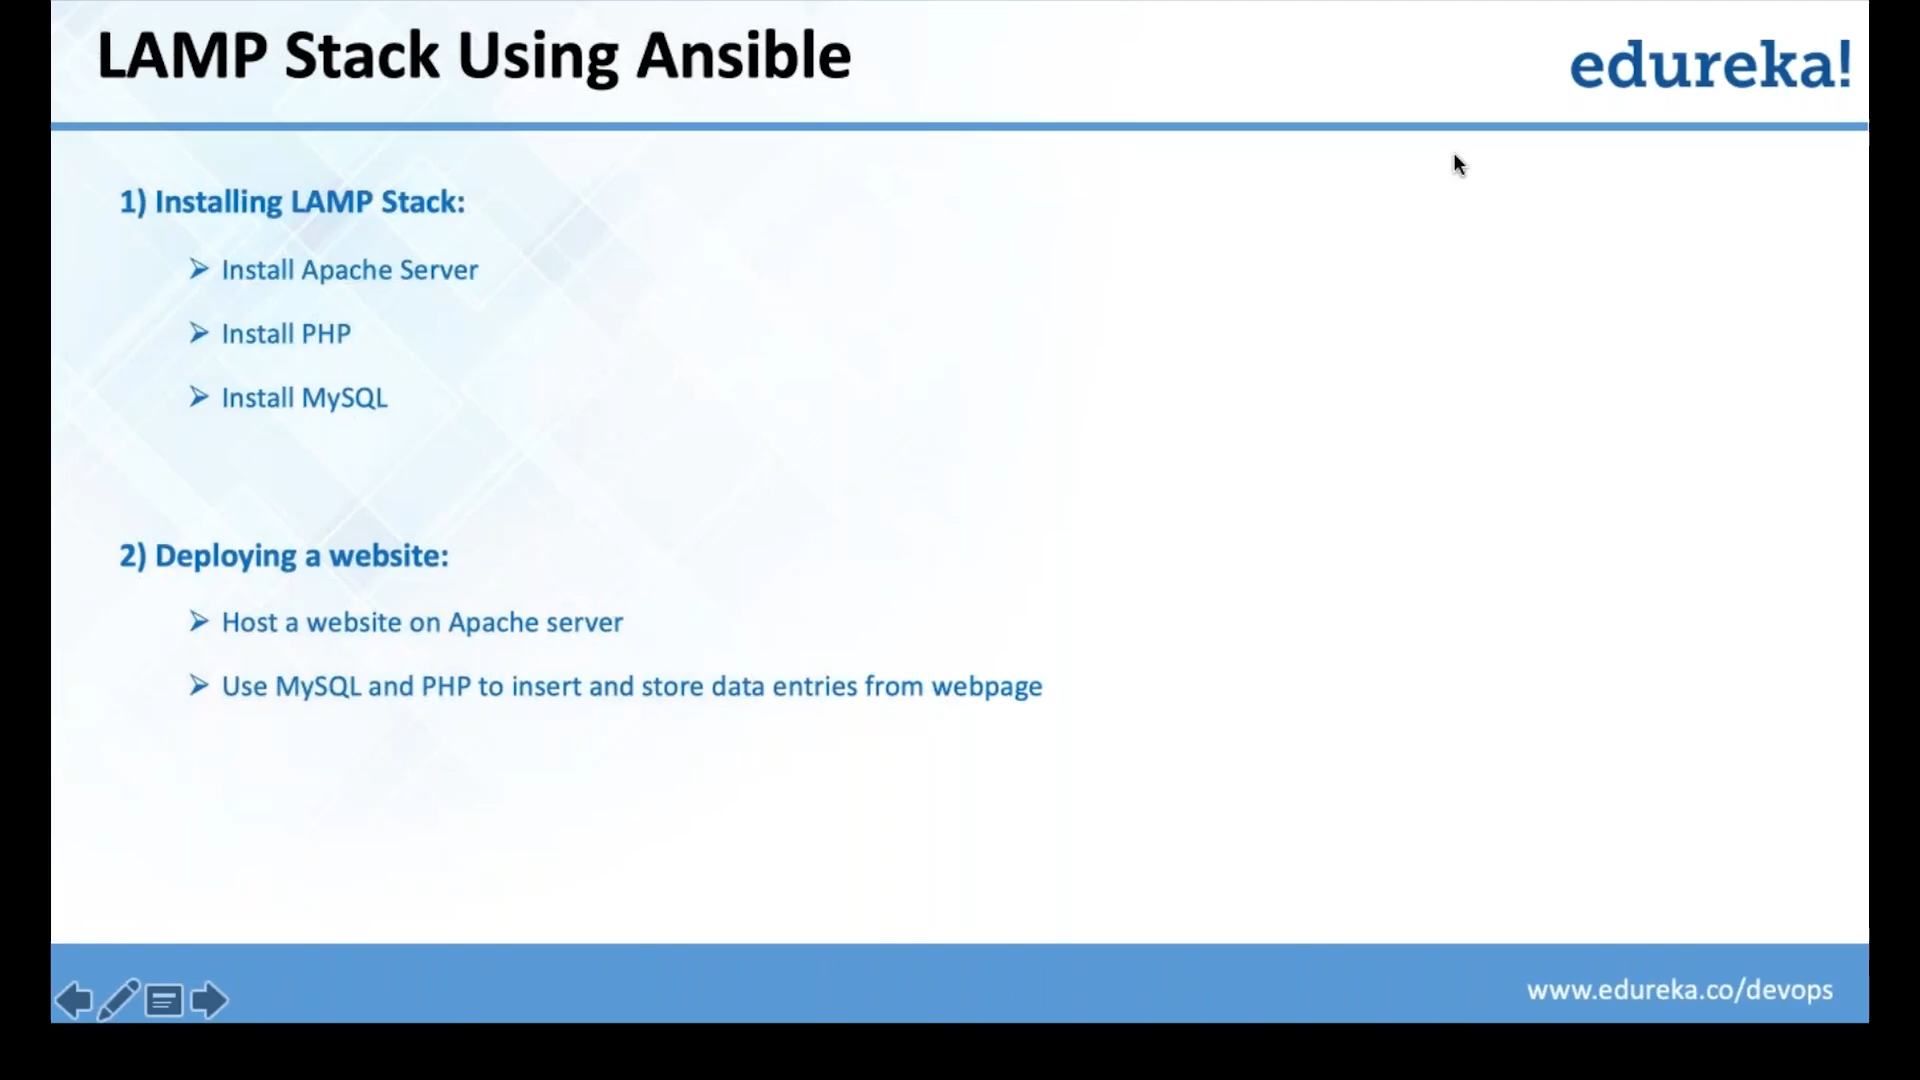 LAMP Stack Using Ansible
edureka!
1) Installing LAMP Stack:
Install Apache Server
Install PHP
Install MySQL
2) Deploying a website:
Host a website on Apache server
Use MySQL and PHP to insert and store data entries from webpage
www.edureka.co/devops